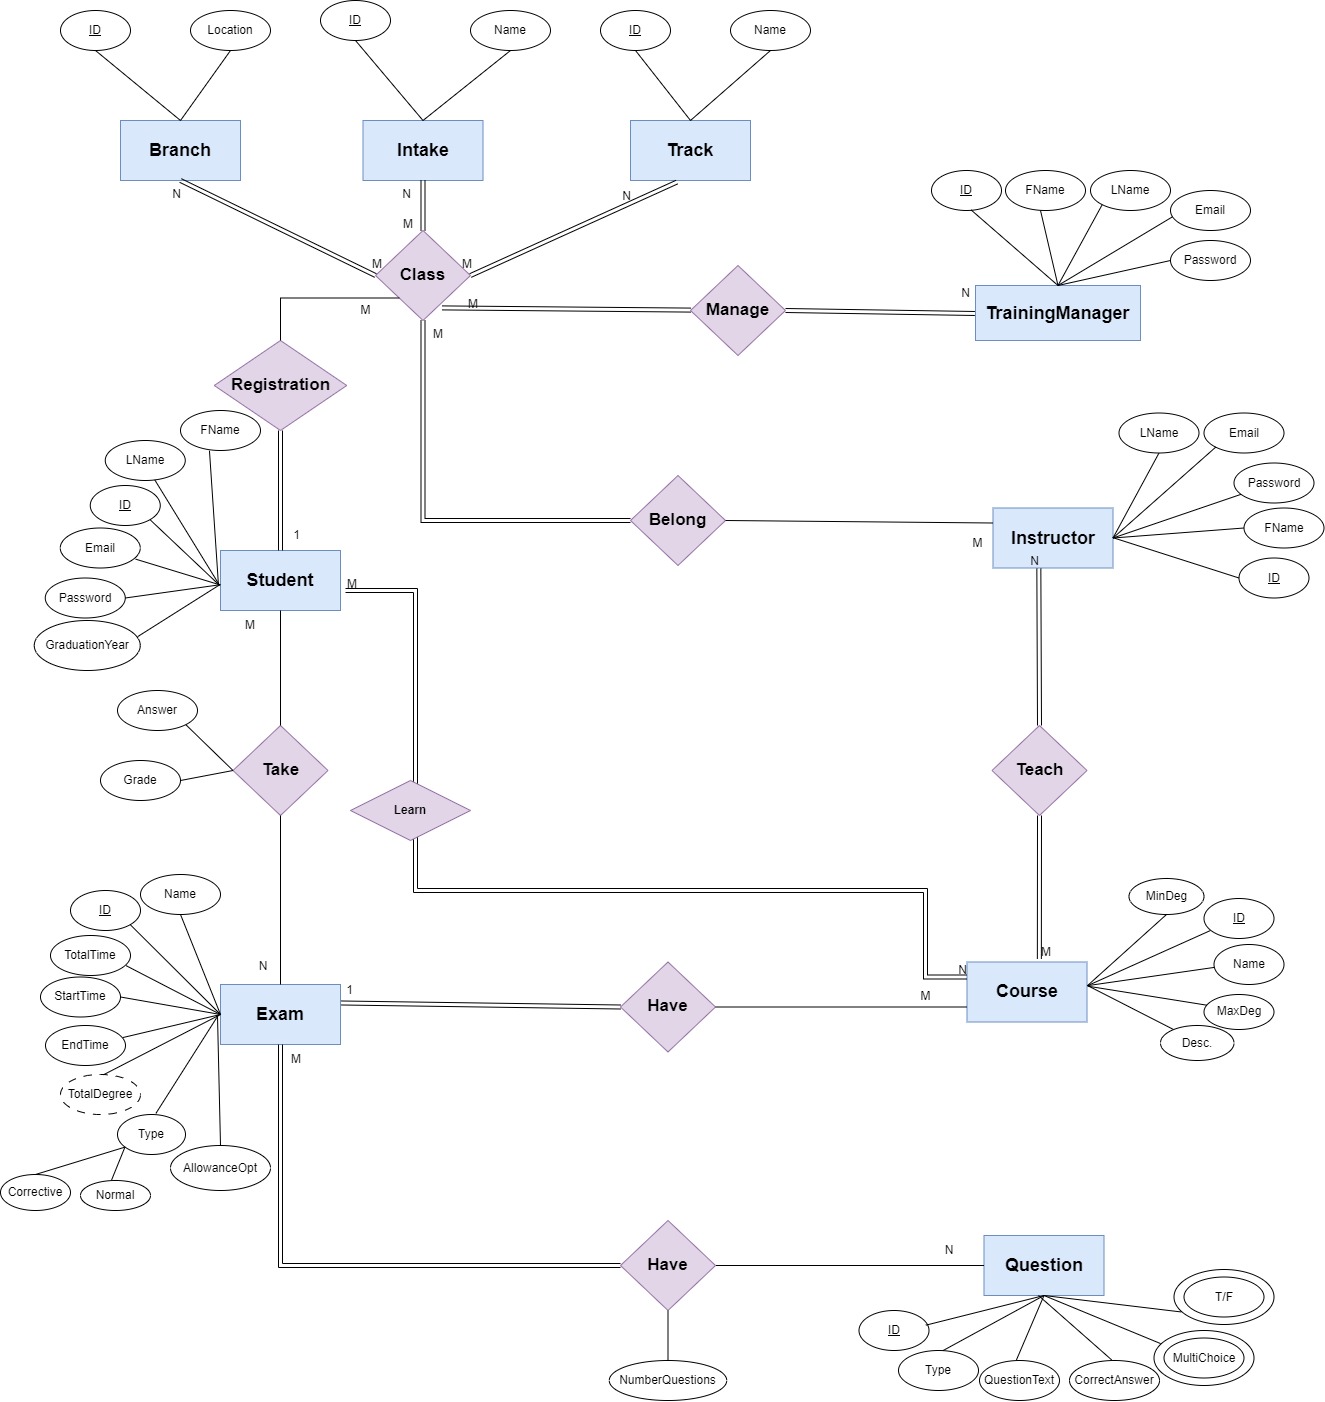 ID
Location
ID
Name
ID
Name
Branch
Intake
Track
N
N
N
M
M
M
Class
ID
FName
LName
Email
Password
M
M
Manage
N
TrainingManager
M
Registration
FName
LName
ID
Email
Password
GraduationYear
1
Student
M
M
Belong
M
LName
Email
Password
FName
ID
Instructor
N
Answer
Grade
Take
Learn
Teach
Name
ID
TotalTime
StartTime
EndTime
TotalDegree
Type
Corrective
Normal
AllowanceOpt
N
Exam
1
M
Have
M
N
M
Course
MinDeg
ID
Name
MaxDeg
Desc.
Have
NumberQuestions
N
Question
ID
Type
QuestionText
CorrectAnswer
MultiChoice
T/F